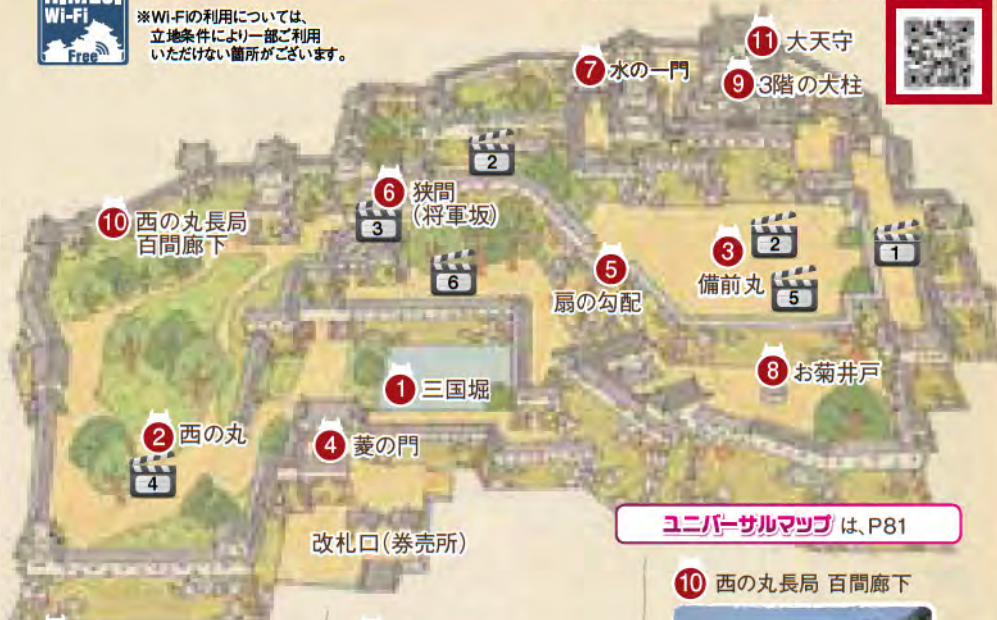 Wi-Fi
Free
※Wi-Fiの利用については、
立地条件により一部ご利用
いただけない箇所がございます。
11 大天守
7 水の一門
9 3階の大柱
2
6 狭間
(将軍坂)
3
10 西の丸長局
百間廊下
6
5
扇の勾配
3
備前丸
2
5
1
8 お菊井戸
1 三国堀
2 西の丸
4
4 菱の門
改札口(券売所)
ユニバーサルマップ は、P81
10 西の丸長局 百間廊下